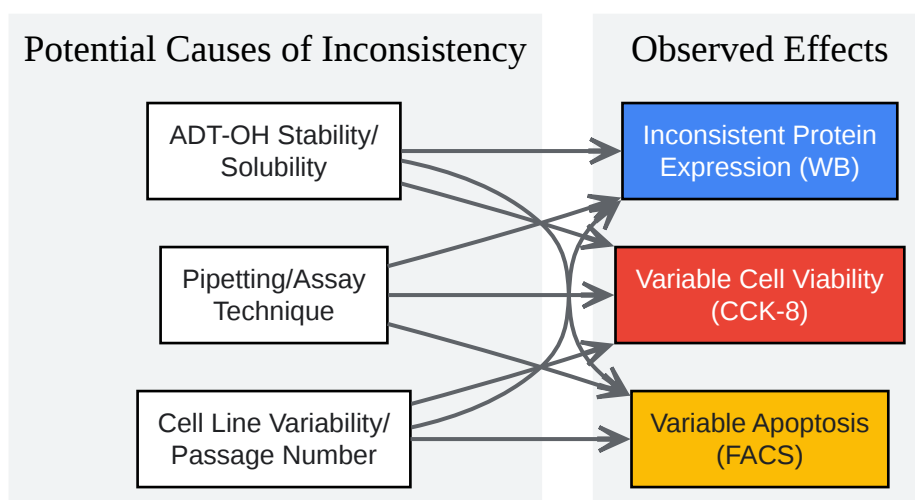 Potential Causes of Inconsistency
Observed Effects
ADT-OH Stability/
Solubility
Inconsistent Protein
Expression (WB)
Pipetting/Assay
Technique
Variable Cell Viability
(CCK-8)
Cell Line Variability/
Passage Number
Variable Apoptosis
(FACS)